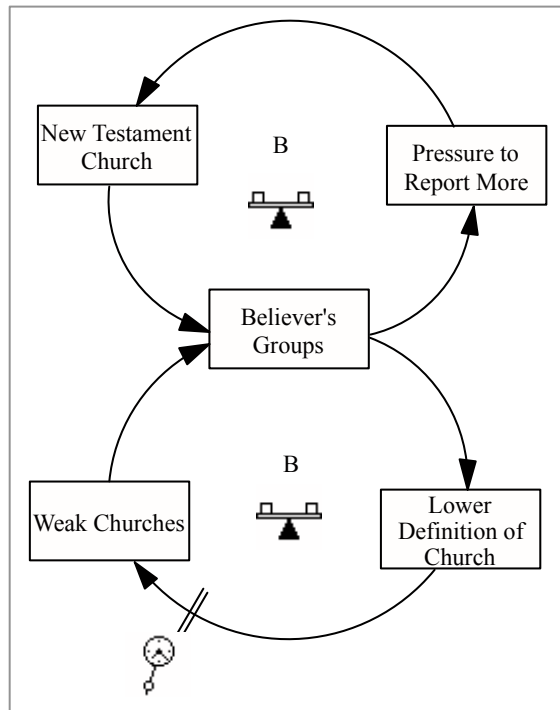 New Testament
Church
B
Pressure to
Report More
Believer's
Groups
B
Weak Churches
Lower
Definition of
Church